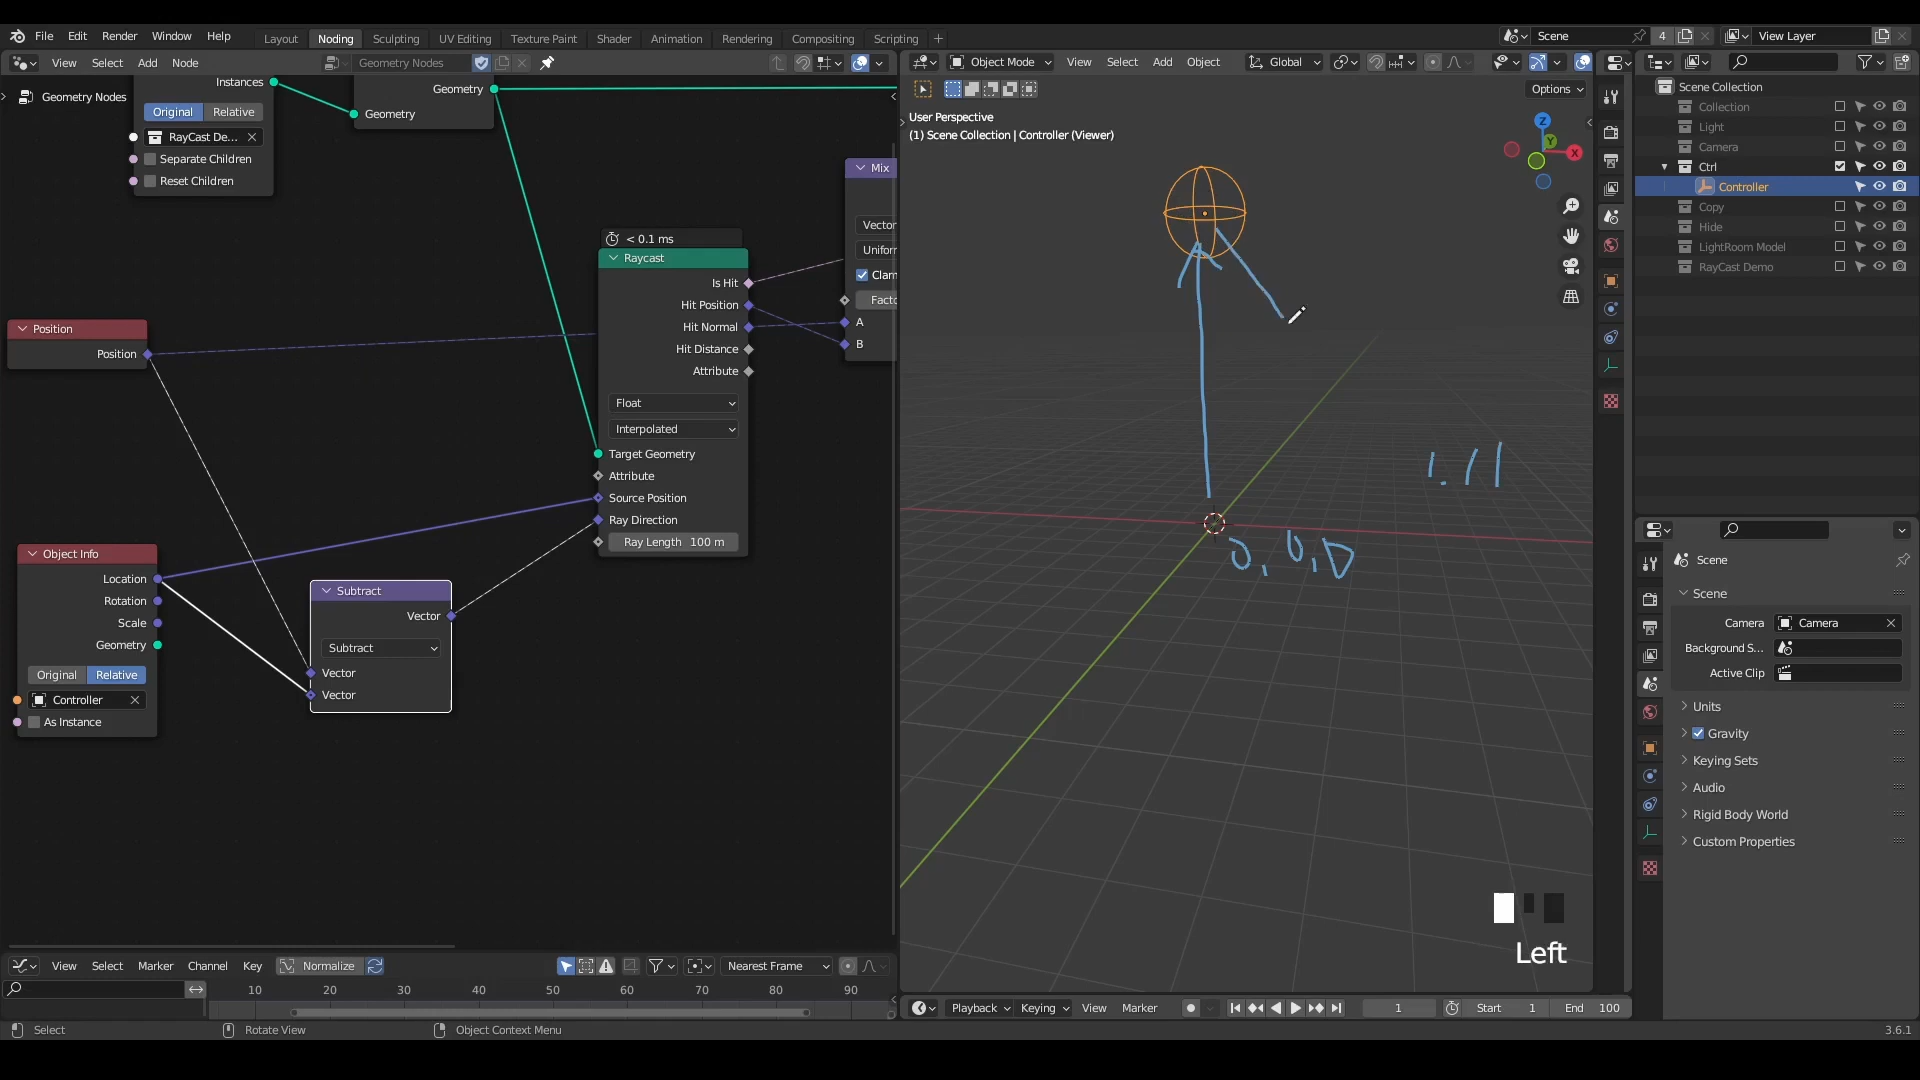 File Edit Render Window Help Layout Noding Sculpting UV Editing Texture Paint Shader Animation Rendering Compositing Scripting + Scene 4 View Layer
View Select Add Node Geometry Nodes
Object Mode View Select Add Object Global
Options
Geometry Nodes
Instances
Original Relative
RayCast De...
Separate Children
Reset Children
Geometry
Geometry
Mix
Vector
Uniforr
Clam
Facto
A
B
< 0.1 ms
Raycast
Is Hit
Hit Position
Hit Normal
Hit Distance
Attribute
Float
Interpolated
Target Geometry
Attribute
Source Position
Ray Direction
Ray Length 100 m
Position
Position
Object Info
Location
Rotation
Scale
Geometry
Original Relative
Controller
As Instance
Subtract
Vector
Subtract
Vector
Vector
User Perspective
(1) Scene Collection | Controller (Viewer)
Z
Y
X
0,0,0
Left
Scene Collection
Collection
Light
Camera
Ctrl
Controller
Copy
Hide
LightRoom Model
RayCast Demo
Scene
Scene
Camera Camera
Background S...
Active Clip
Units
Gravity
Keying Sets
Audio
Rigid Body World
Custom Properties
View Select Marker Channel Key Normalize Nearest Frame
10 20 30 40 50 60 70 80 90
Playback Keying View Marker 1 Start 1 End 100
Select Rotate View Object Context Menu 3.6.1